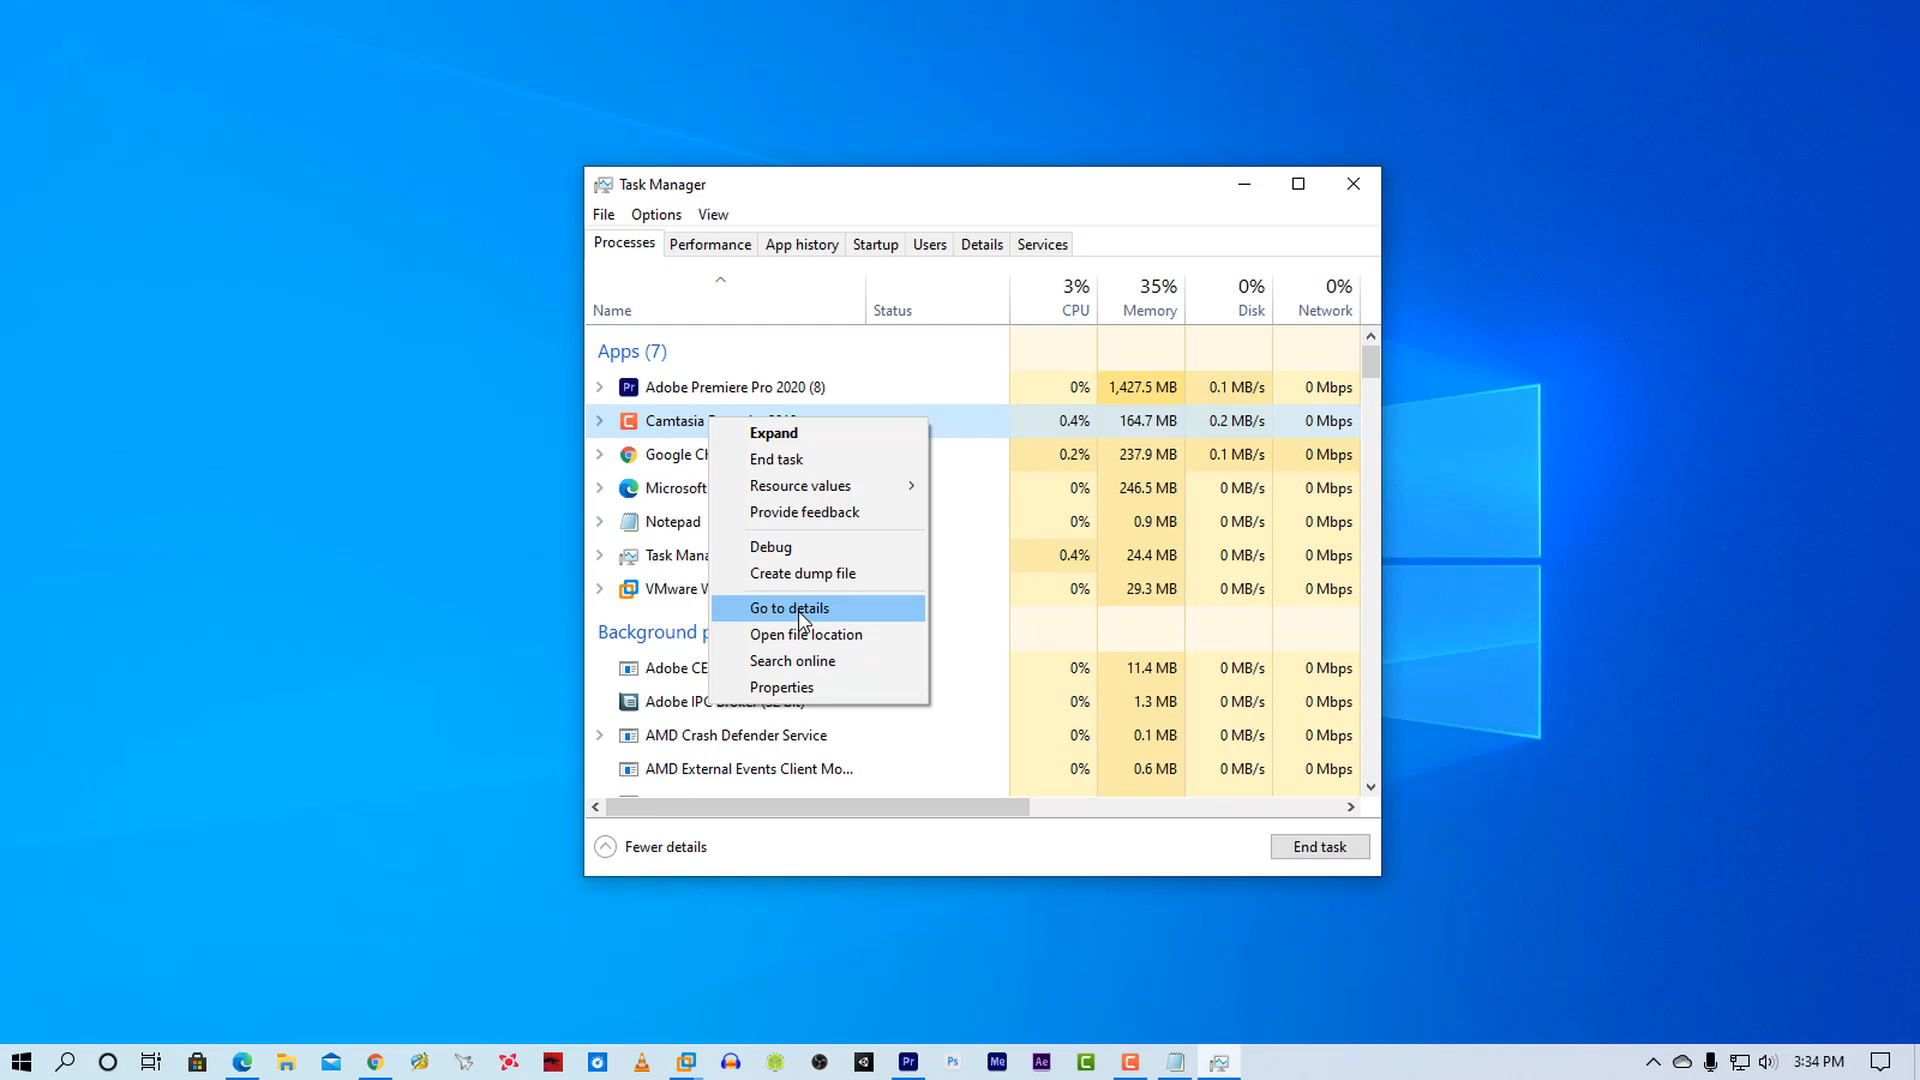 Task Manager
File Options View
Processes Performance App history Startup Users Details Services
3% 35% 0% 0%
Name Status CPU Memory Disk Network
Apps (7)
Pr Adobe Premiere Pro 2020 (8) 0% 1,427.5 MB 0.1 MB/s 0 Mbps
Camtasia 0.4% 164.7 MB 0.2 MB/s 0 Mbps
Expand
Google Ch 0.2% 237.9 MB 0.1 MB/s 0 Mbps
End task
Resource values
Microsoft 0% 246.5 MB 0 MB/s 0 Mbps
Provide feedback
Notepad 0% 0.9 MB 0 MB/s 0 Mbps
Debug
Task Mana 0.4% 24.4 MB 0 MB/s 0 Mbps
Create dump file
VMware W 0% 29.3 MB 0 MB/s 0 Mbps
Go to details
Background p
Open file location
Search online
Adobe CE 0% 11.4 MB 0 MB/s 0 Mbps
Properties
Adobe IPC 0% 1.3 MB 0 MB/s 0 Mbps
AMD Crash Defender Service 0% 0.1 MB 0 MB/s 0 Mbps
AMD External Events Client Mo... 0% 0.6 MB 0 MB/s 0 Mbps
Fewer details End task
Pr Ps Me Ae 3:34 PM